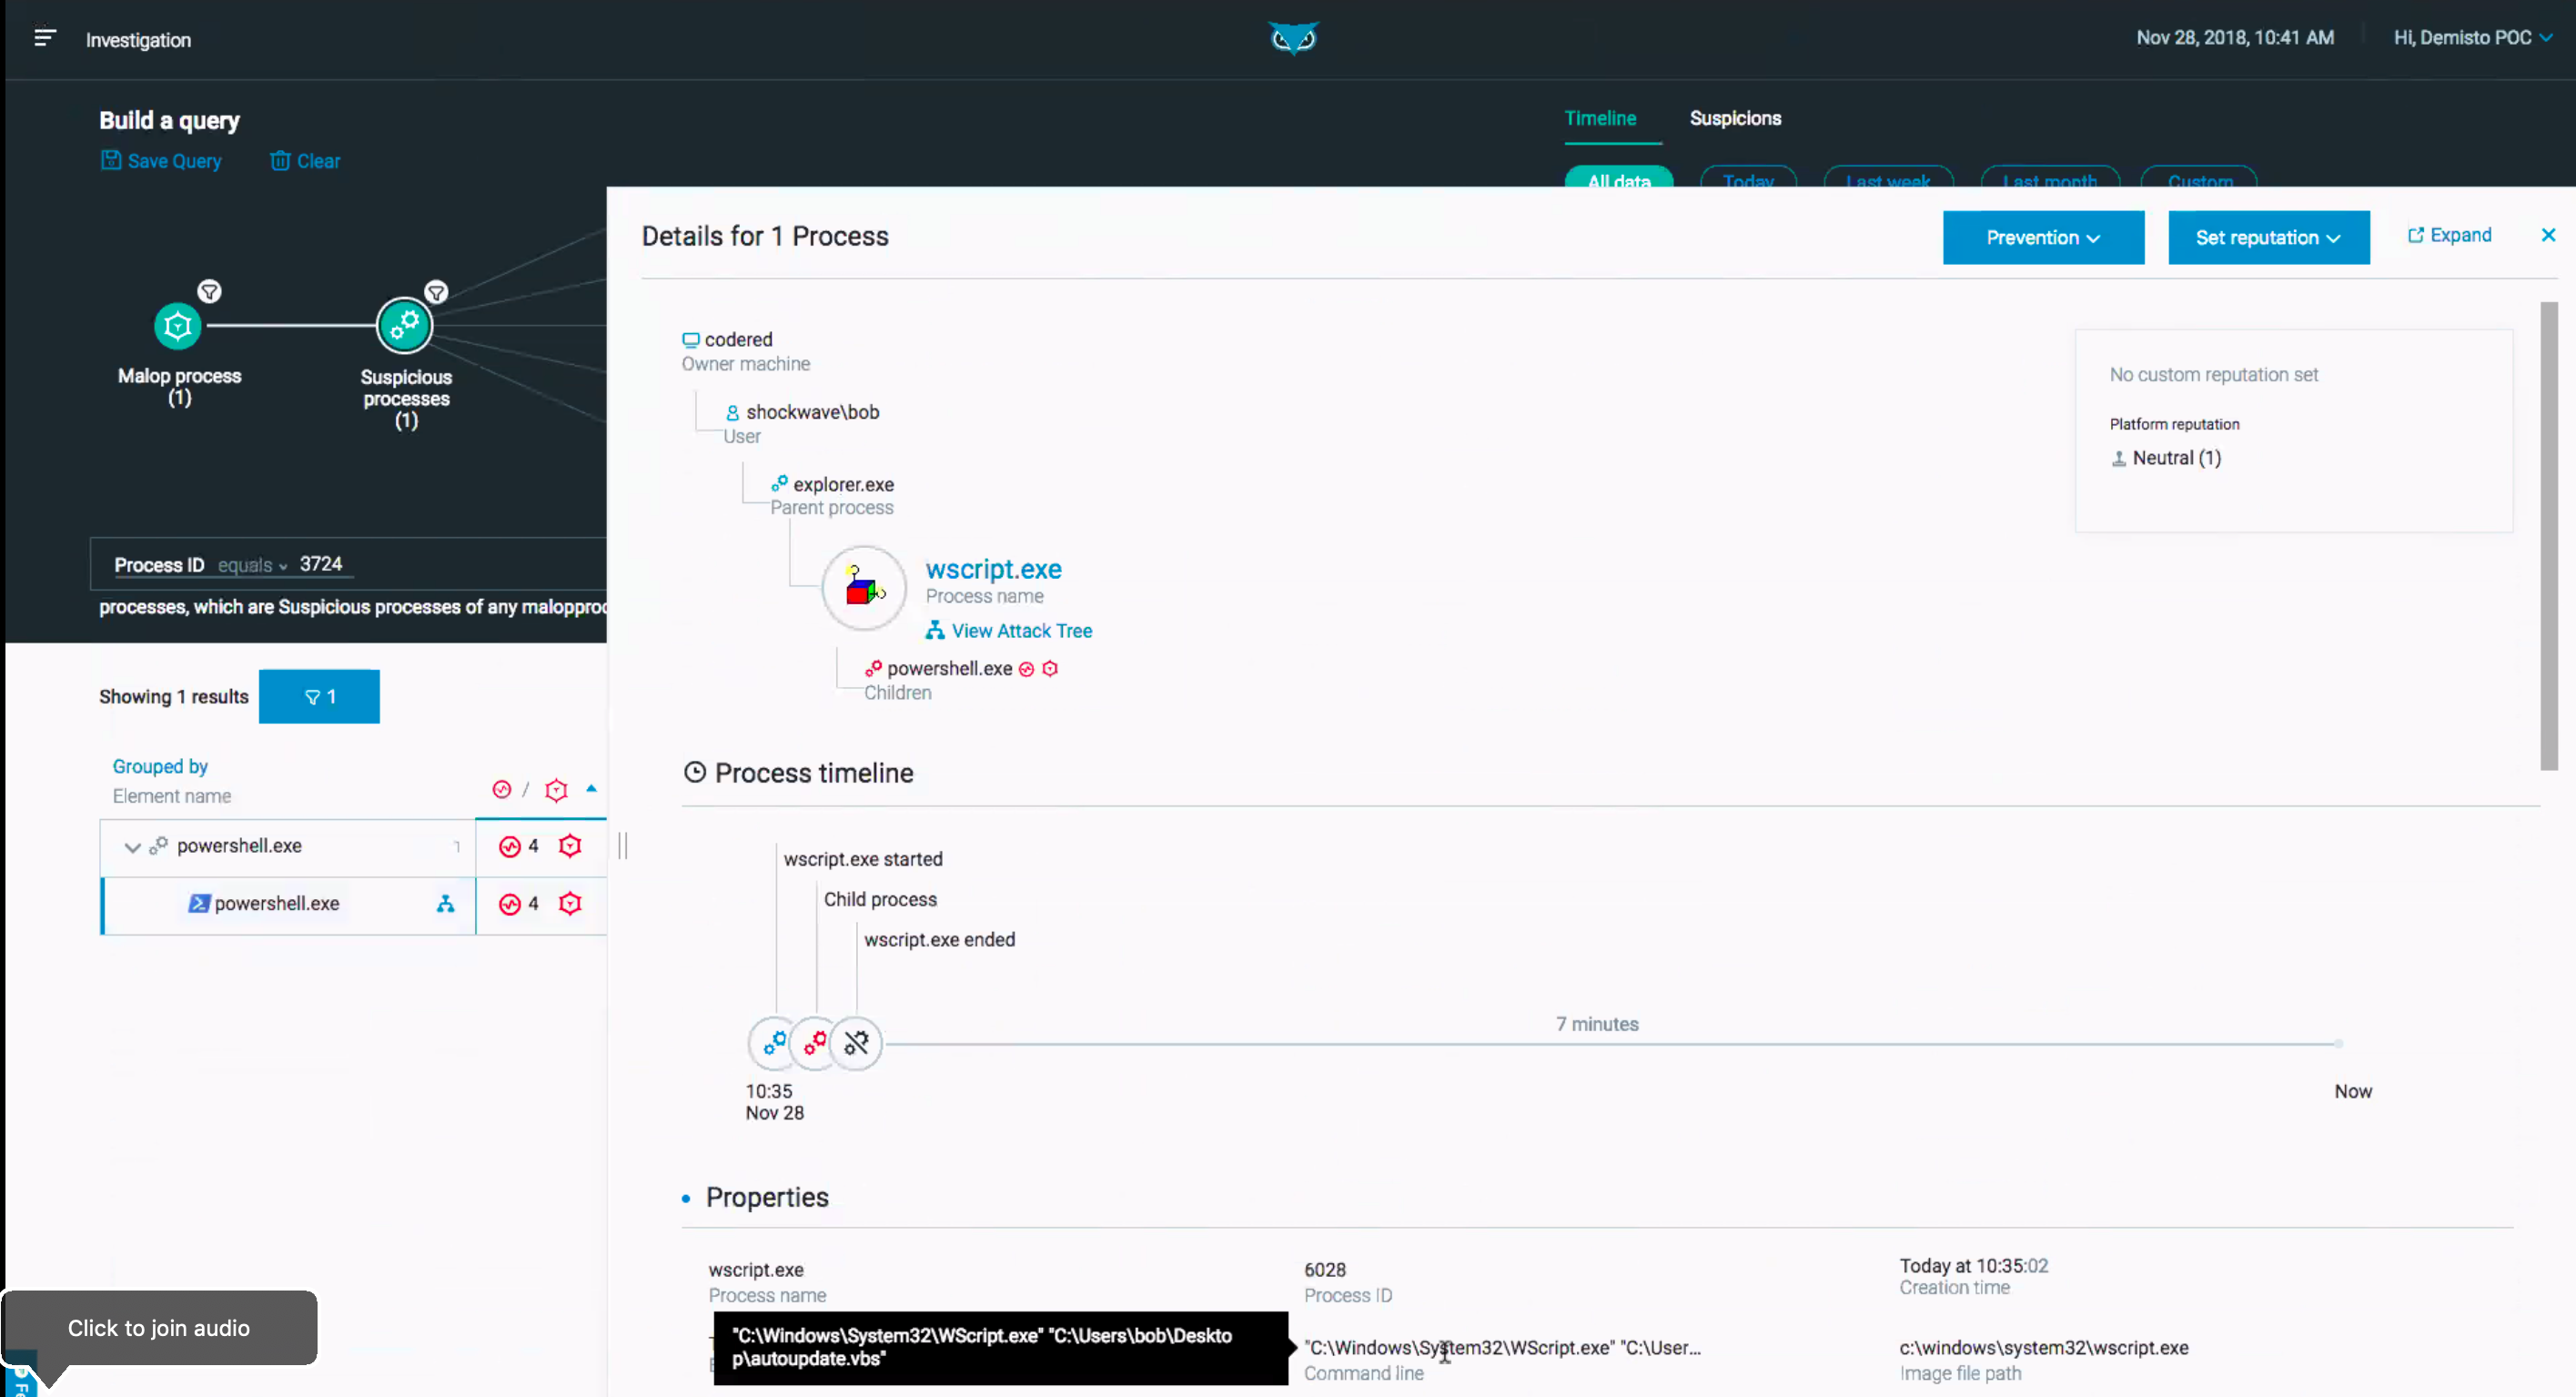 Investigation
Nov 28, 2018, 10:41 AM
Hi, Demisto POC
Build a query
Save Query
Clear
Timeline
Suspicions
All data
Today
Last week
Last month
Custom
Malop process
(1)
Suspicious
processes
(1)
Process ID equals 3724
processes, which are Suspicious processes of any malopproc
Showing 1 results
1
Grouped by
Element name
/
powershell.exe
1
4
powershell.exe
4
Details for 1 Process
Prevention
Set reputation
Expand
codered
Owner machine
shockwave\bob
User
explorer.exe
Parent process
wscript.exe
Process name
View Attack Tree
powershell.exe
Children
No custom reputation set
Platform reputation
Neutral (1)
Process timeline
wscript.exe started
Child process
wscript.exe ended
7 minutes
10:35
Nov 28
Now
Properties
wscript.exe
Process name
6028
Process ID
Today at 10:35:02
Creation time
"C:\Windows\System32\WScript.exe" "C:\Users\bob\Deskto
p\autoupdate.vbs"
"C:\Windows\System32\WScript.exe" "C:\User...
Command line
c:\windows\system32\wscript.exe
Image file path
Click to join audio
Fe